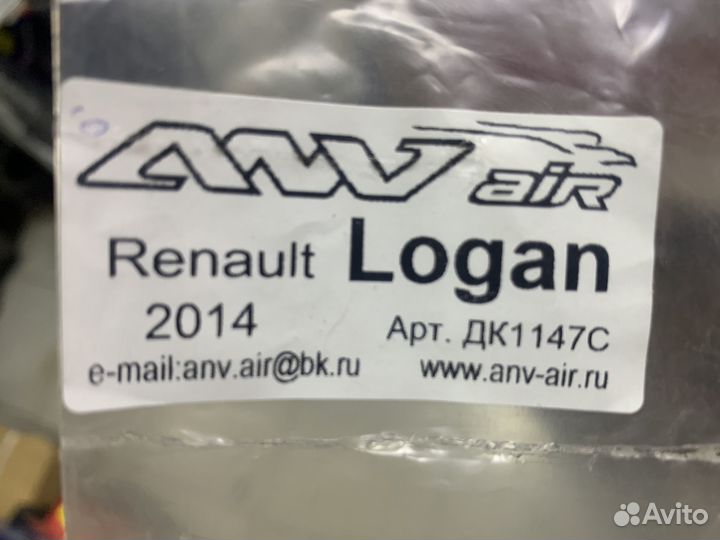 ANV air
Renault Logan
2014 Арт. ДК1147С
e-mail:anv.air@bk.ru www.anv-air.ru
Avito